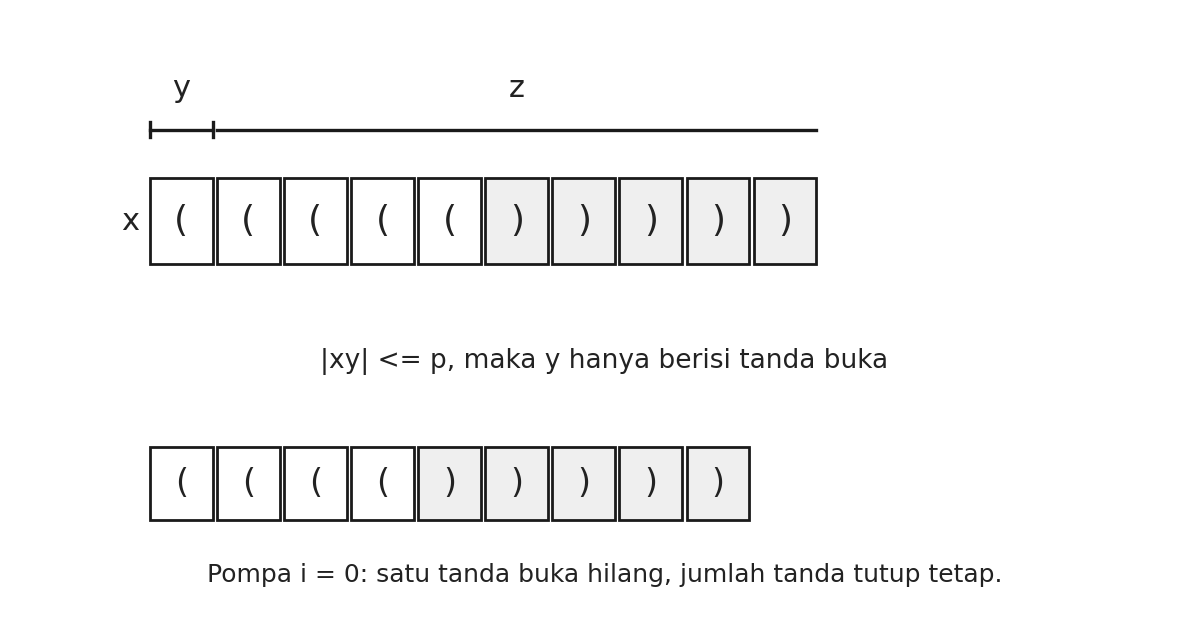 y z
x ( ( ( ( ( ) ) ) ) )
|xy| <= p, maka y hanya berisi tanda buka
( ( ( ( ) ) ) ) )
Pompa i = 0: satu tanda buka hilang, jumlah tanda tutup tetap.